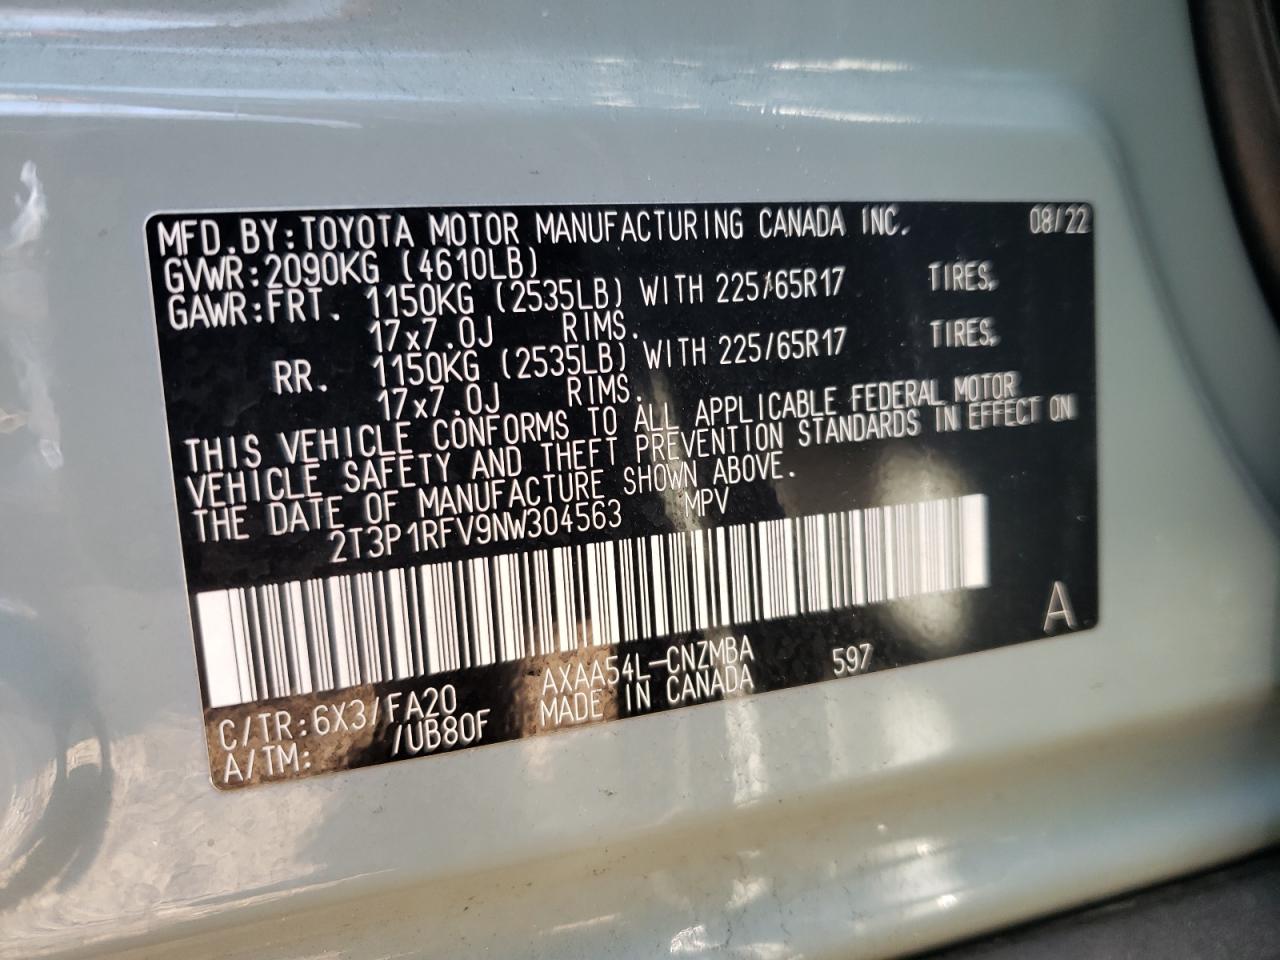 MFD.BY:TOYOTA MOTOR MANUFACTURING CANADA INC. 08/22
GVWR:2090KG (4610LB)
GAWR:FRT. 1150KG (2535LB) WITH 225/65R17 TIRES,
17x7.0J RIMS.
RR. 1150KG (2535LB) WITH 225/65R17 TIRES,
17x7.0J RIMS.
THIS VEHICLE CONFORMS TO ALL APPLICABLE FEDERAL MOTOR
VEHICLE SAFETY AND THEFT PREVENTION STANDARDS IN EFFECT ON
THE DATE OF MANUFACTURE SHOWN ABOVE.
2T3P1RFV9NW304563 MPV
A
C/TR:6X3/FA20 AXAA54L-CNZMBA 597
A/TM: /UB80F MADE IN CANADA